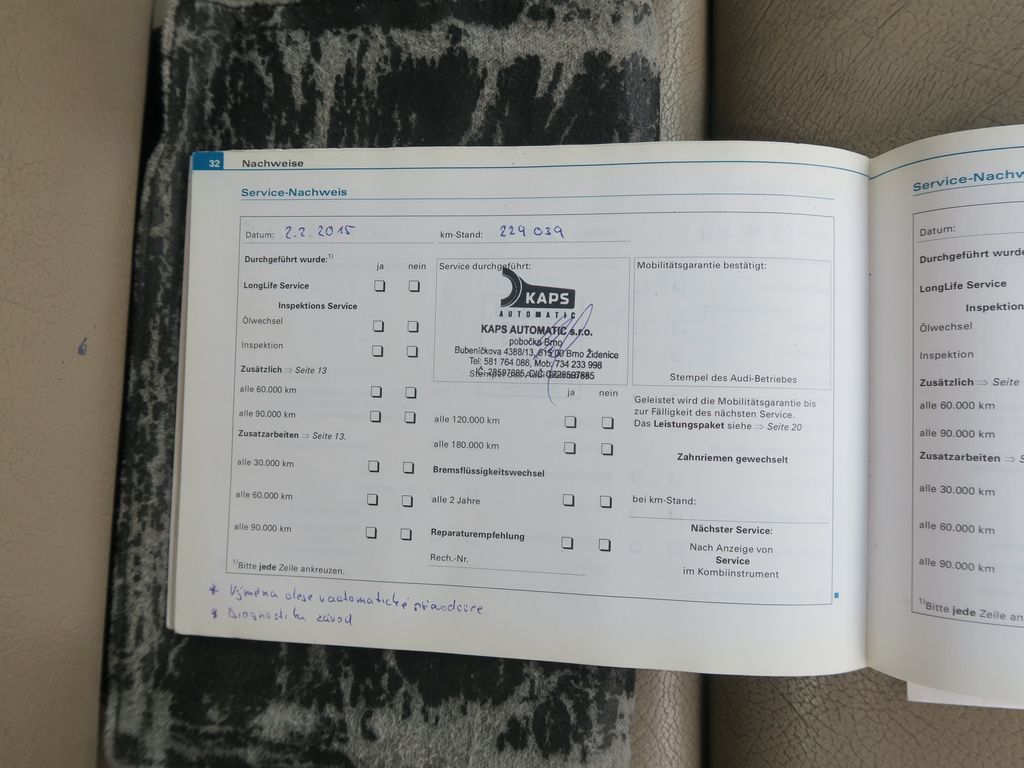 32 Nachweise
Service-Nachweis
Datum: 2.2.2015 km-Stand: 229 039
Durchgeführt wurde:1)
ja nein
LongLife Service
Inspektions Service
Ölwechsel
Inspektion
Zusätzlich ⇒ Seite 13
alle 60.000 km
alle 90.000 km
Zusatzarbeiten ⇒ Seite 13.
alle 30.000 km
alle 60.000 km
alle 90.000 km
1)Bitte jede Zeile ankreuzen.
Service durchgeführt:
KAPS
AUTOMATIC
KAPS AUTOMATIC s.r.o.
pobočka Brno
Bubeníčkova 4388/13, 615 00 Brno Židenice
Tel: 581 764 086, Mob: 734 233 998
IČ: 28597885, DIČ: CZ28597885
ja nein
alle 120.000 km
alle 180.000 km
Bremsflüssigkeitswechsel
alle 2 Jahre
Reparaturempfehlung
Rech.-Nr.
Mobilitätsgarantie bestätigt:
Stempel des Audi-Betriebes
Geleistet wird die Mobilitätsgarantie bis
zur Fälligkeit des nächsten Service.
Das Leistungspaket siehe ⇒ Seite 20
Zahnriemen gewechselt
bei km-Stand:
Nächster Service:
Nach Anzeige von
Service
im Kombiinstrument
* Výměna oleje v automatické převodovce
* Diagnostika závod
Service-Nachw
Datum:
Durchgeführt wurde
LongLife Service
Inspektion
Ölwechsel
Inspektion
Zusätzlich ⇒ Seite
alle 60.000 km
alle 90.000 km
Zusatzarbeiten ⇒ S
alle 30.000 km
alle 60.000 km
alle 90.000 km
1)Bitte jede Zeile an